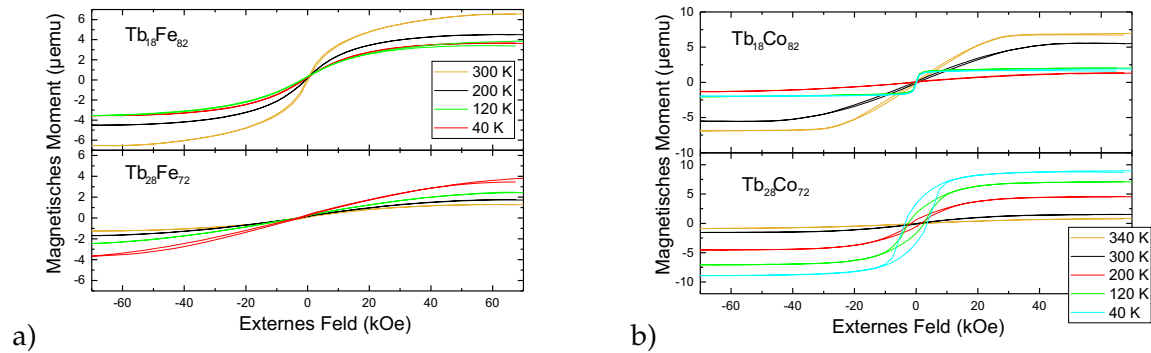 Magnetisches Moment (µemu)
Tb₁₈Fe₈₂
6
4
2
0
-2
-4
-6
300 K
200 K
120 K
40 K
Tb₂₈Fe₇₂
6
4
2
0
-2
-4
-6
-60 -40 -20 0 20 40 60
Externes Feld (kOe)
a)
Magnetisches Moment (µemu)
Tb₁₈Co₈₂
10
5
0
-5
-10
Tb₂₈Co₇₂
10
5
0
-5
-10
340 K
300 K
200 K
120 K
40 K
-60 -40 -20 0 20 40
Externes Feld (kOe)
b)